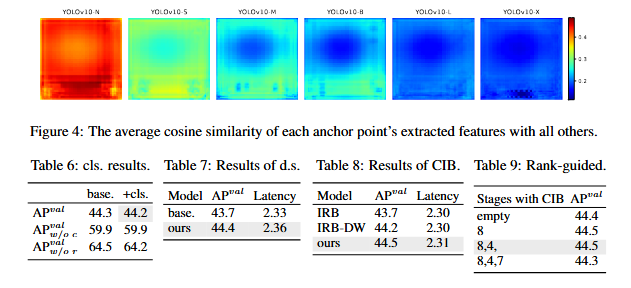 YOLOv10-N YOLOv10-S YOLOv10-M YOLOv10-B YOLOv10-L YOLOv10-X
0.4
0.3
0.2
Figure 4: The average cosine similarity of each anchor point's extracted features with all others.
Table 6: cls. results.
base. +cls.
AP^val 44.3 44.2
AP^val_w/o c 59.9 59.9
AP^val_w/o r 64.5 64.2
Table 7: Results of d.s.
Model AP^val Latency
base. 43.7 2.33
ours 44.4 2.36
Table 8: Results of CIB.
Model AP^val Latency
IRB 43.7 2.30
IRB-DW 44.2 2.30
ours 44.5 2.31
Table 9: Rank-guided.
Stages with CIB AP^val
empty 44.4
8 44.5
8,4, 44.5
8,4,7 44.3